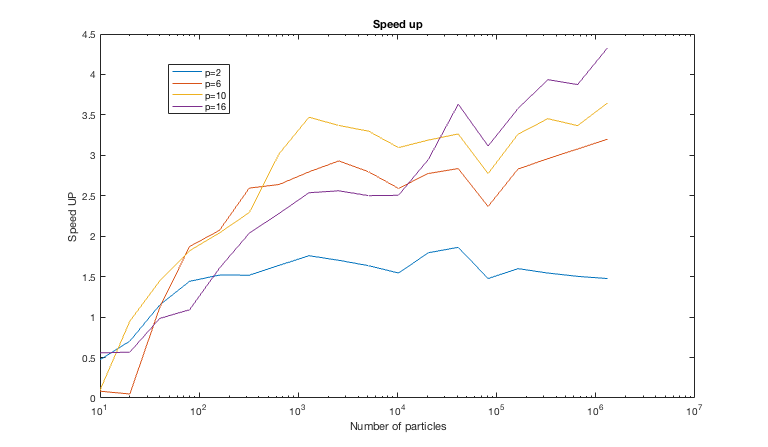 Speed up
4.5
4
3.5
3
2.5
2
1.5
1
0.5
0
Speed UP
p=2
p=6
p=10
p=16
10^1 10^2 10^3 10^4 10^5 10^6 10^7
Number of particles